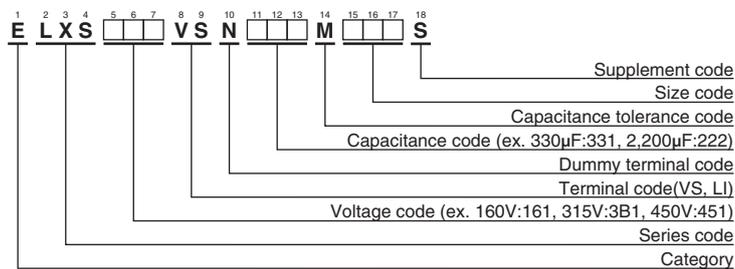 1 2 3 4 5 6 7 8 9 10 11 12 13 14 15 16 17 18
E LXS □□□ VS N □□□ M □□□ S
Supplement code
Size code
Capacitance tolerance code
Capacitance code (ex. 330µF:331, 2,200µF:222)
Dummy terminal code
Terminal code(VS, LI)
Voltage code (ex. 160V:161, 315V:3B1, 450V:451)
Series code
Category